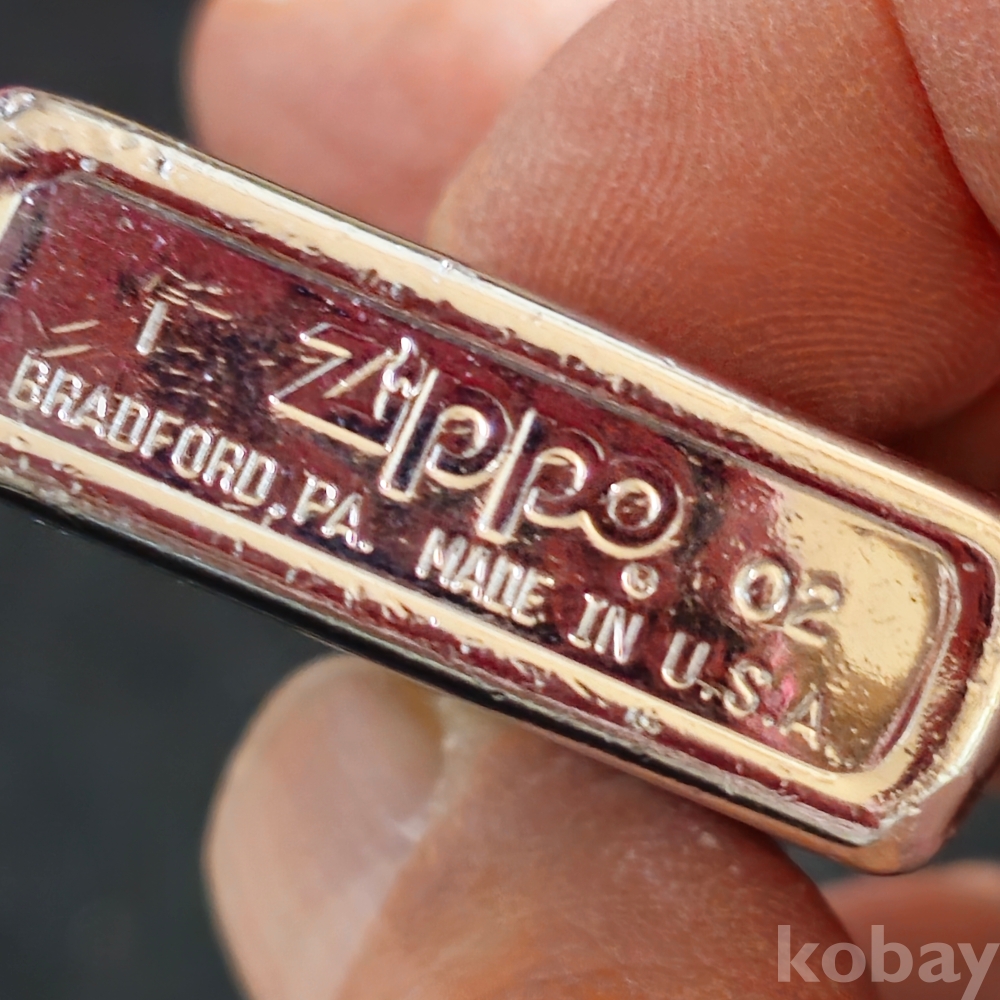 I Zippo 02
BRADFORD, PA. MADE IN U.S.A.
kobay